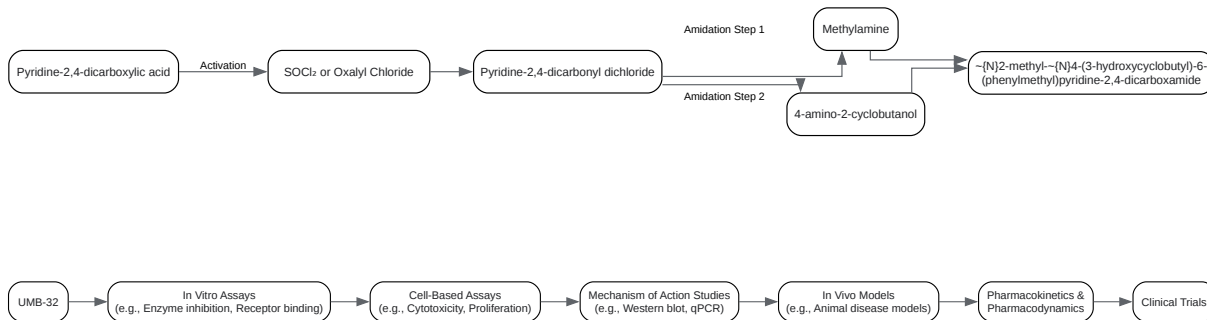 Amidation Step 1
Methylamine
Pyridine-2,4-dicarboxylic acid
Activation
SOCl₂ or Oxalyl Chloride
Pyridine-2,4-dicarbonyl dichloride
~{N}2-methyl-~{N}4-(3-hydroxycyclobutyl)-6-
(phenylmethyl)pyridine-2,4-dicarboxamide
Amidation Step 2
4-amino-2-cyclobutanol
UMB-32
In Vitro Assays
(e.g., Enzyme inhibition, Receptor binding)
Cell-Based Assays
(e.g., Cytotoxicity, Proliferation)
Mechanism of Action Studies
(e.g., Western blot, qPCR)
In Vivo Models
(e.g., Animal disease models)
Pharmacokinetics &
Pharmacodynamics
Clinical Trials